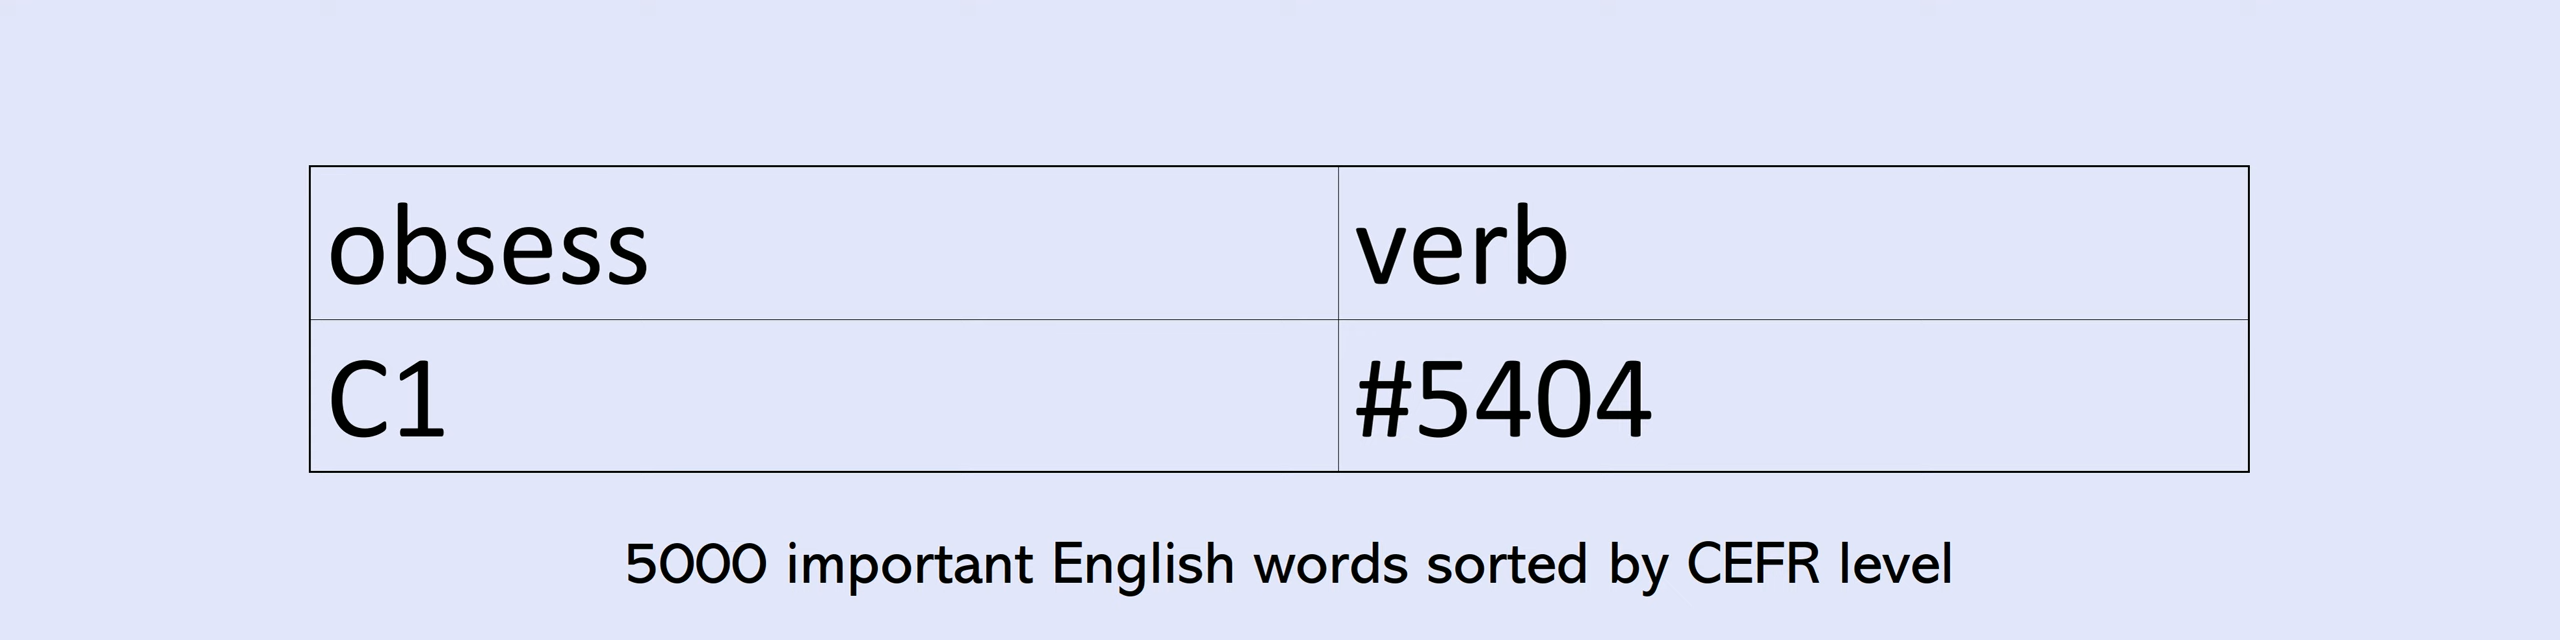 obsess verb
C1 #5404
5000 important English words sorted by CEFR level